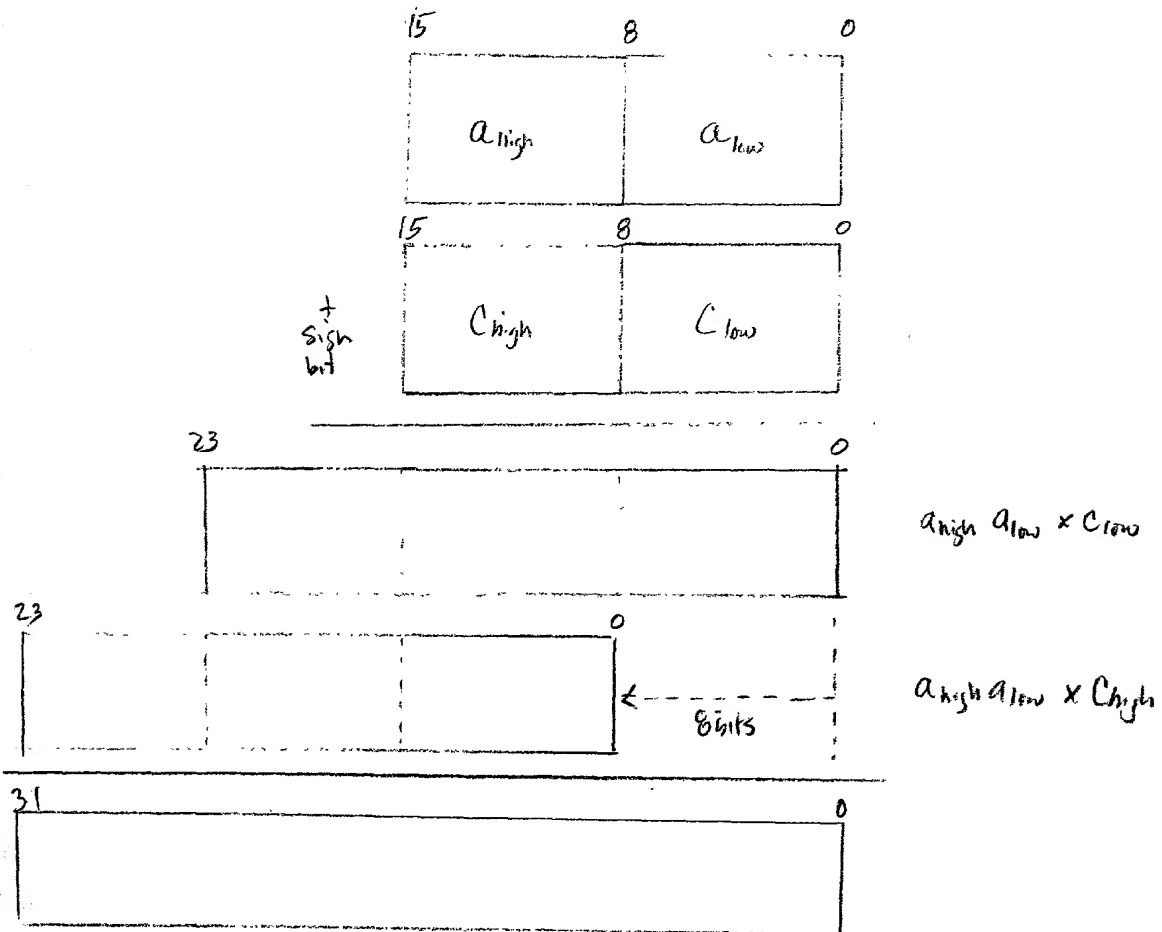 15 8 0
a high a low
15 8 0
+
sign
bit
C high C low
23 0
a high a low × C low
23 0
8 bits
a high a low × C high
31 0